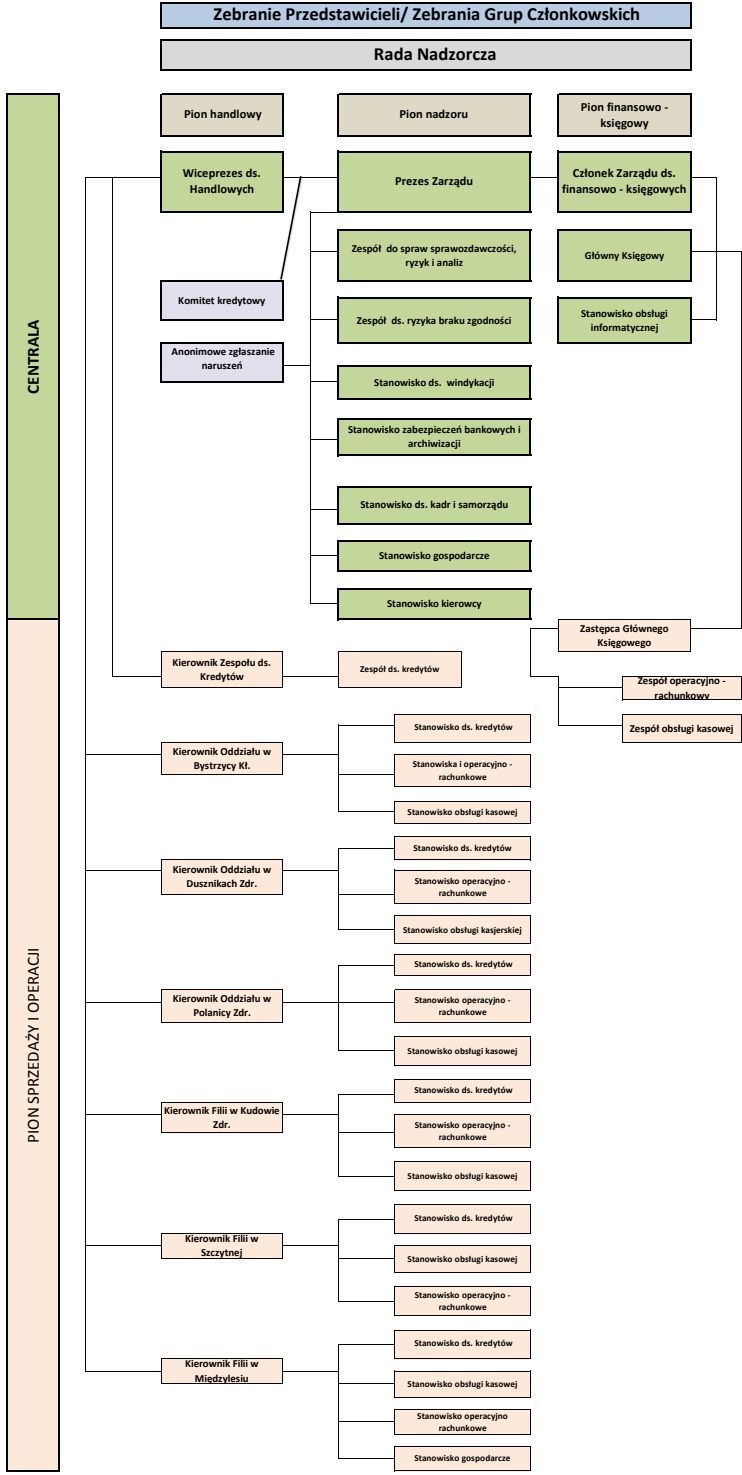 Zebranie Przedstawicieli/ Zebrania Grup Członkowskich
Rada Nadzorcza
CENTRALA
Pion handlowy
Pion nadzoru
Pion finansowo -
księgowy
Wiceprezes ds.
Handlowych
Prezes Zarządu
Członek Zarządu ds.
finansowo - księgowych
Zespół do spraw sprawozdawczości,
ryzyk i analiz
Główny Księgowy
Komitet kredytowy
Zespół ds. ryzyka braku zgodności
Stanowisko obsługi
informatycznej
Anonimowe zgłaszanie
naruszeń
Stanowisko ds. windykacji
Stanowisko zabezpieczeń bankowych i
archiwizacji
Stanowisko ds. kadr i samorządu
Stanowisko gospodarcze
Stanowisko kierowcy
PION SPRZEDAŻY I OPERACJI
Zastępca Głównego
Księgowego
Kierownik Zespołu ds.
Kredytów
Zespół ds. kredytów
Zespół operacyjno -
rachunkowy
Zespół obsługi kasowej
Kierownik Oddziału w
Bystrzycy Kł.
Stanowisko ds. kredytów
Stanowiska i operacyjno -
rachunkowe
Stanowisko obsługi kasowej
Kierownik Oddziału w
Dusznikach Zdr.
Stanowisko ds. kredytów
Stanowisko operacyjno -
rachunkowe
Stanowisko obsługi kasjerskiej
Kierownik Oddziału w
Polanicy Zdr.
Stanowisko ds. kredytów
Stanowisko operacyjno -
rachunkowe
Stanowisko obsługi kasowej
Kierownik Filii w Kudowie
Zdr.
Stanowisko ds. kredytów
Stanowisko operacyjno -
rachunkowe
Stanowisko obsługi kasowej
Kierownik Filii w
Szczytnej
Stanowisko ds. kredytów
Stanowisko obsługi kasowej
Stanowisko operacyjno -
rachunkowe
Kierownik Filii w
Międzylesiu
Stanowisko ds. kredytów
Stanowisko obsługi kasowej
Stanowisko operacyjno
rachunkowe
Stanowisko gospodarcze